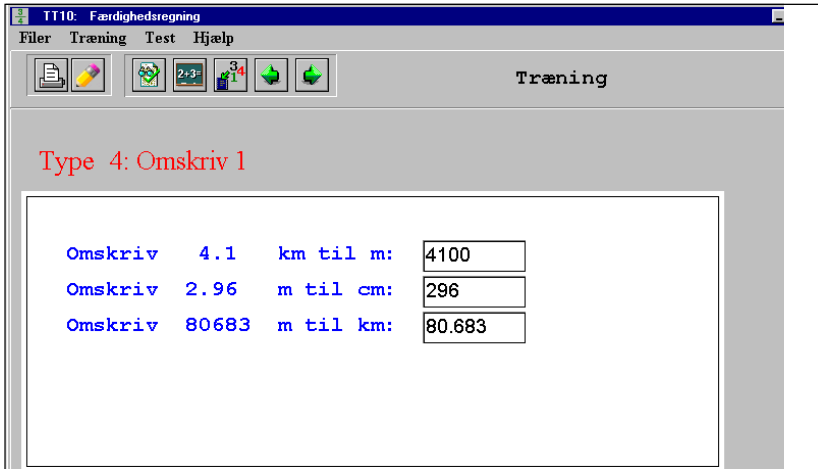 TT10: Færdighedsregning
Filer Træning Test Hjælp
2+3=
3
1 4
Træning
Type 4: Omskriv 1
Omskriv 4.1 km til m: 4100
Omskriv 2.96 m til cm: 296
Omskriv 80683 m til km: 80.683